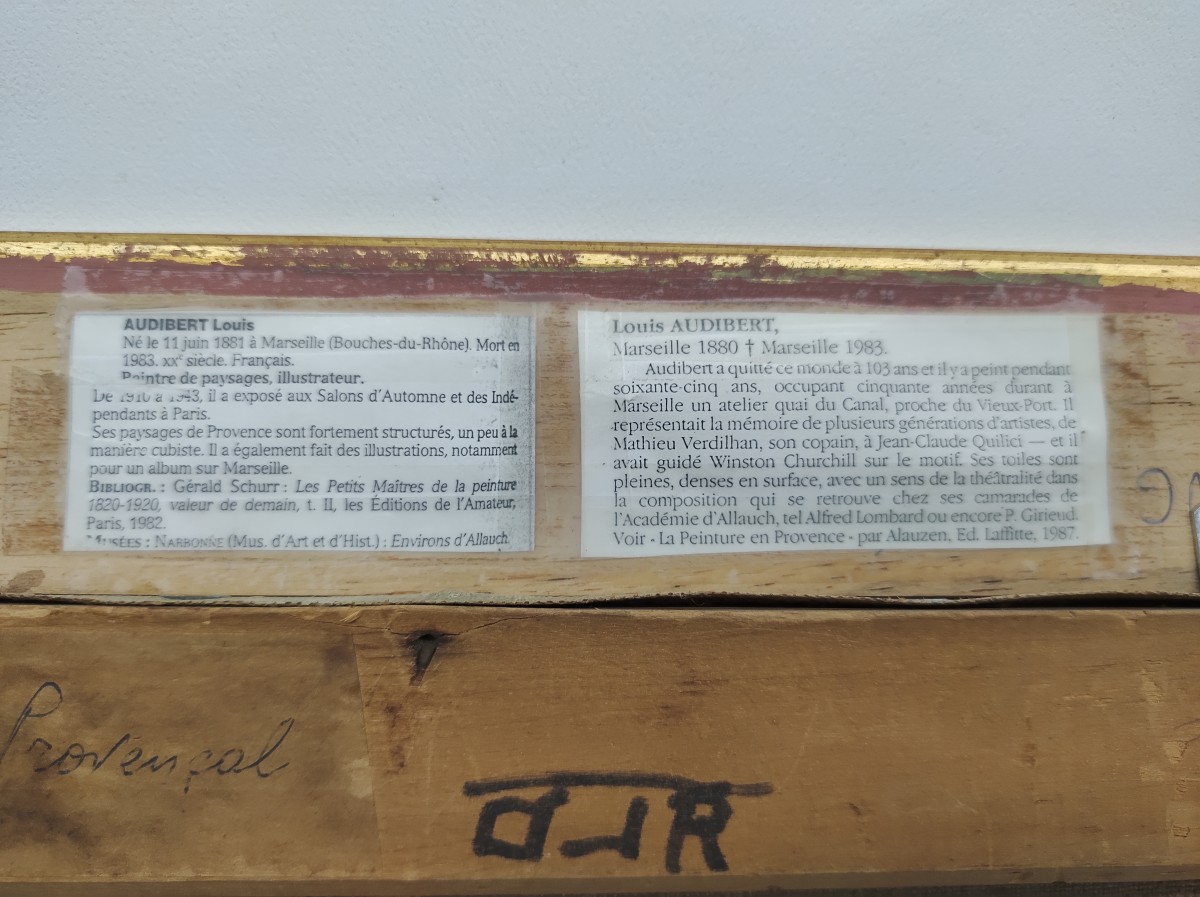 AUDIBERT Louis
Né le 11 juin 1881 à Marseille (Bouches-du-Rhône). Mort en
1983. XXᵉ siècle. Français.
Peintre de paysages, illustrateur.
De 1910 à 1943, il a exposé aux Salons d'Automne et des Indé-
pendants à Paris.
Ses paysages de Provence sont fortement structurés, un peu à la
manière cubiste. Il a également fait des illustrations, notamment
pour un album sur Marseille.
BIBLIOGR. : Gérald Schurr : Les Petits Maîtres de la peinture
1820-1920, valeur de demain, t. II, les Éditions de l'Amateur,
Paris, 1982.
MUSÉES : NARBONNE (Mus. d'Art et d'Hist.) : Environs d'Allauch.
Louis AUDIBERT,
Marseille 1880 † Marseille 1983.
Audibert a quitté ce monde à 103 ans et il y a peint pendant
soixante-cinq ans, occupant cinquante années durant à
Marseille un atelier quai du Canal, proche du Vieux-Port. Il
représentait la mémoire de plusieurs générations d'artistes, de
Mathieu Verdilhan, son copain, à Jean-Claude Quilici — et il
avait guidé Winston Churchill sur le motif. Ses toiles sont
pleines, denses en surface, avec un sens de la théâtralité dans
la composition qui se retrouve chez ses camarades de
l'Académie d'Allauch, tel Alfred Lombard ou encore P. Girieud.
Voir - La Peinture en Provence - par Alauzen, Ed. Laffitte, 1987.
Provençal